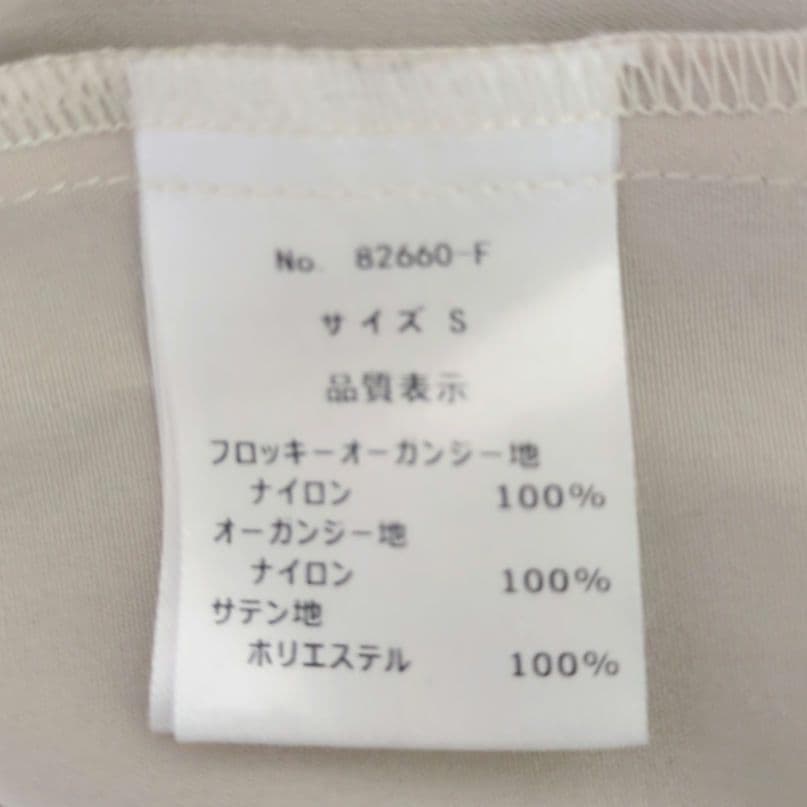 No. 82660-F
サイズ S
品質表示
フロッキーオーガンジー地
ナイロン 100%
オーガンジー地
ナイロン 100%
サテン地
ポリエステル 100%